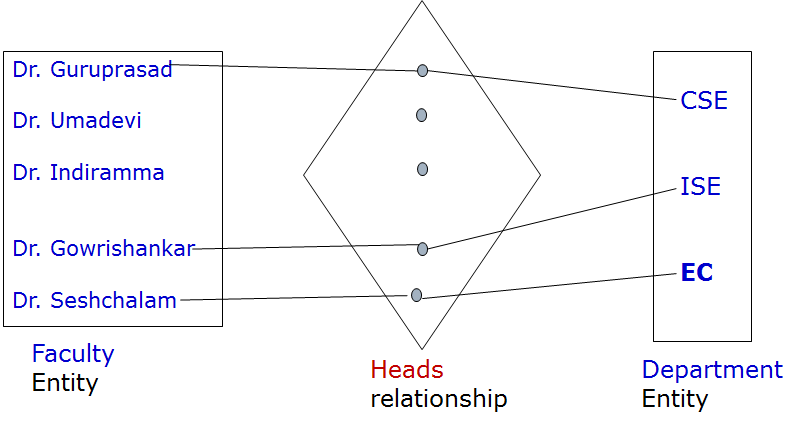 Dr. Guruprasad
Dr. Umadevi
Dr. Indiramma
Dr. Gowrishankar
Dr. Seshchalam
CSE
ISE
EC
Faculty
Entity
Heads
relationship
Department
Entity